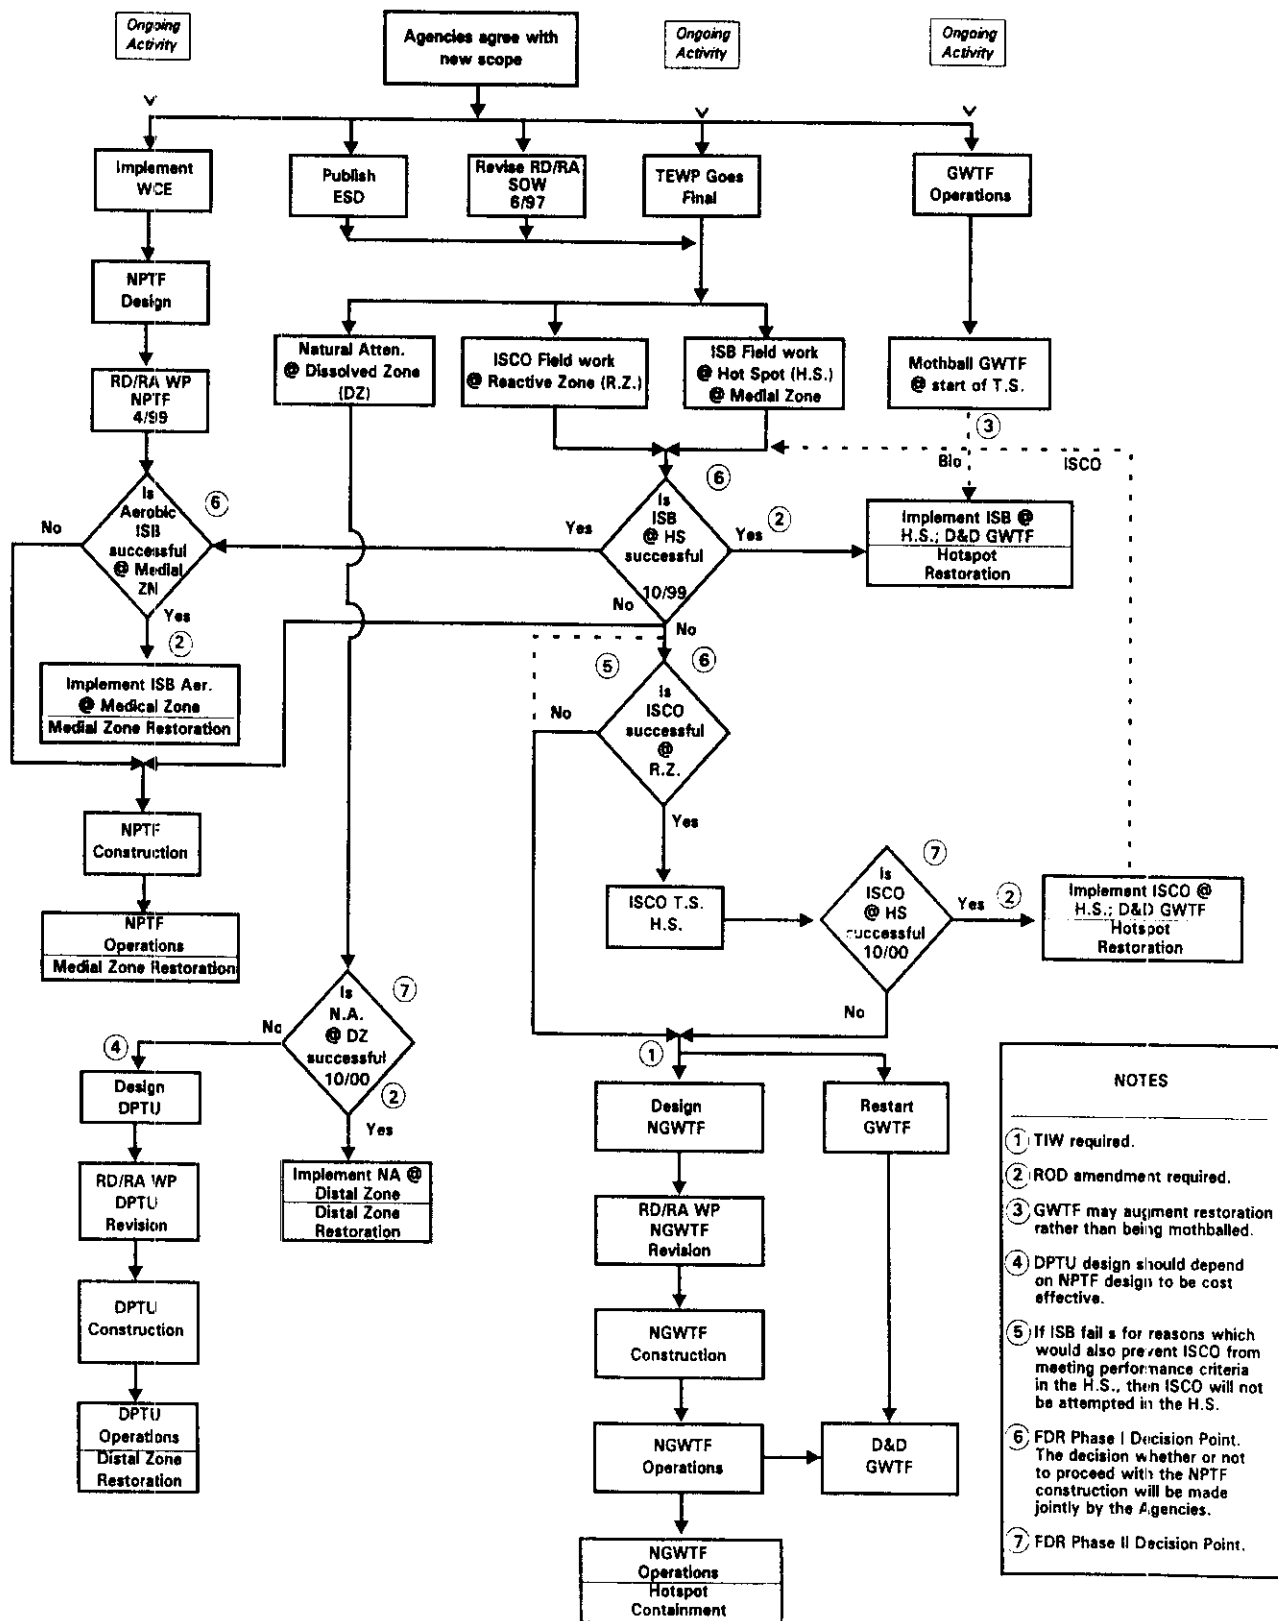 Ongoing
Activity
Agencies agree with
new scope
Ongoing
Activity
Ongoing
Activity
Implement
WCE
Publish
ESD
Revise RD/RA
SOW
6/97
TEWP Goes
Final
GWTF
Operations
NPTF
Design
Natural Atten.
@ Dissolved Zone
(DZ)
ISCO Field work
@ Reactive Zone (R.Z.)
ISB Field work
@ Hot Spot (H.S.)
@ Medial Zone
Mothball GWTF
@ start of T.S.
RD/RA WP
NPTF
4/99
3
Bio
ISCO
6
Is
Aerobic
ISB
successful
@ Medial
ZN
No
Yes
2
6
Is
ISB
@ HS
successful
10/99
Yes
Yes
2
No
No
Implement ISB @
H.S.; D&D GWTF
Hotspot
Restoration
Implement ISB Aer.
@ Medical Zone
Medial Zone Restoration
5
6
Is
ISCO
successful
@
R.Z.
No
Yes
NPTF
Construction
NPTF
Operations
Medial Zone Restoration
ISCO T.S.
H.S.
7
Is
ISCO
@ HS
successful
10/00
Yes
2
No
Implement ISCO @
H.S.; D&D GWTF
Hotspot
Restoration
7
Is
N.A.
@ DZ
successful
10/00
No
4
2
Yes
1
Design
DPTU
Design
NGWTF
Restart
GWTF
RD/RA WP
DPTU
Revision
Implement NA @
Distal Zone
Distal Zone
Restoration
RD/RA WP
NGWTF
Revision
DPTU
Construction
NGWTF
Construction
DPTU
Operations
Distal Zone
Restoration
NGWTF
Operations
D&D
GWTF
NGWTF
Operations
Hotspot
Containment
NOTES
1 TIW required.
2 ROD amendment required.
3 GWTF may augment restoration
rather than being mothballed.
4 DPTU design should depend
on NPTF design to be cost
effective.
5 If ISB fails for reasons which
would also prevent ISCO from
meeting performance criteria
in the H.S., then ISCO will not
be attempted in the H.S.
6 FDR Phase I Decision Point.
The decision whether or not
to proceed with the NPTF
construction will be made
jointly by the Agencies.
7 FDR Phase II Decision Point.